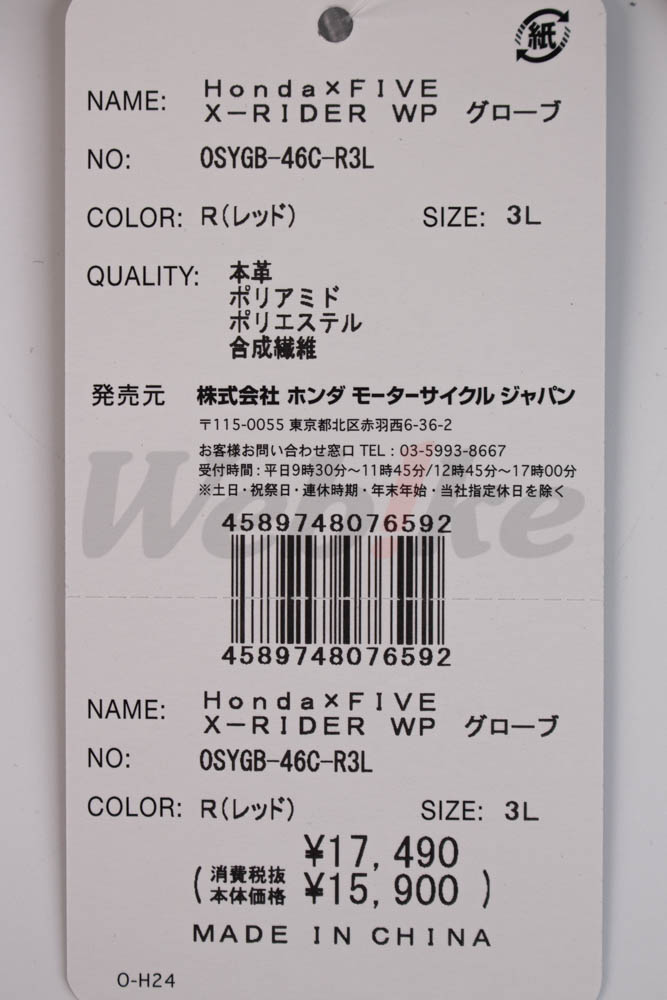 紙
NAME: Honda×FIVE
X-RIDER WP グローブ
NO: 0SYGB-46C-R3L
COLOR: R(レッド) SIZE: 3L
QUALITY: 本革
ポリアミド
ポリエステル
合成繊維
発売元 株式会社 ホンダ モーターサイクル ジャパン
〒115-0055 東京都北区赤羽西6-36-2
お客様お問い合わせ窓口 TEL : 03-5993-8667
受付時間 : 平日9時30分〜11時45分/12時45分〜17時00分
※土日・祝祭日・連休時期・年末年始・当社指定休日を除く
Webike
4589748076592
4589748076592
NAME: Honda×FIVE
X-RIDER WP グローブ
NO: 0SYGB-46C-R3L
COLOR: R(レッド) SIZE: 3L
¥17,490
(消費税抜
本体価格 ¥15,900)
MADE IN CHINA
O-H24